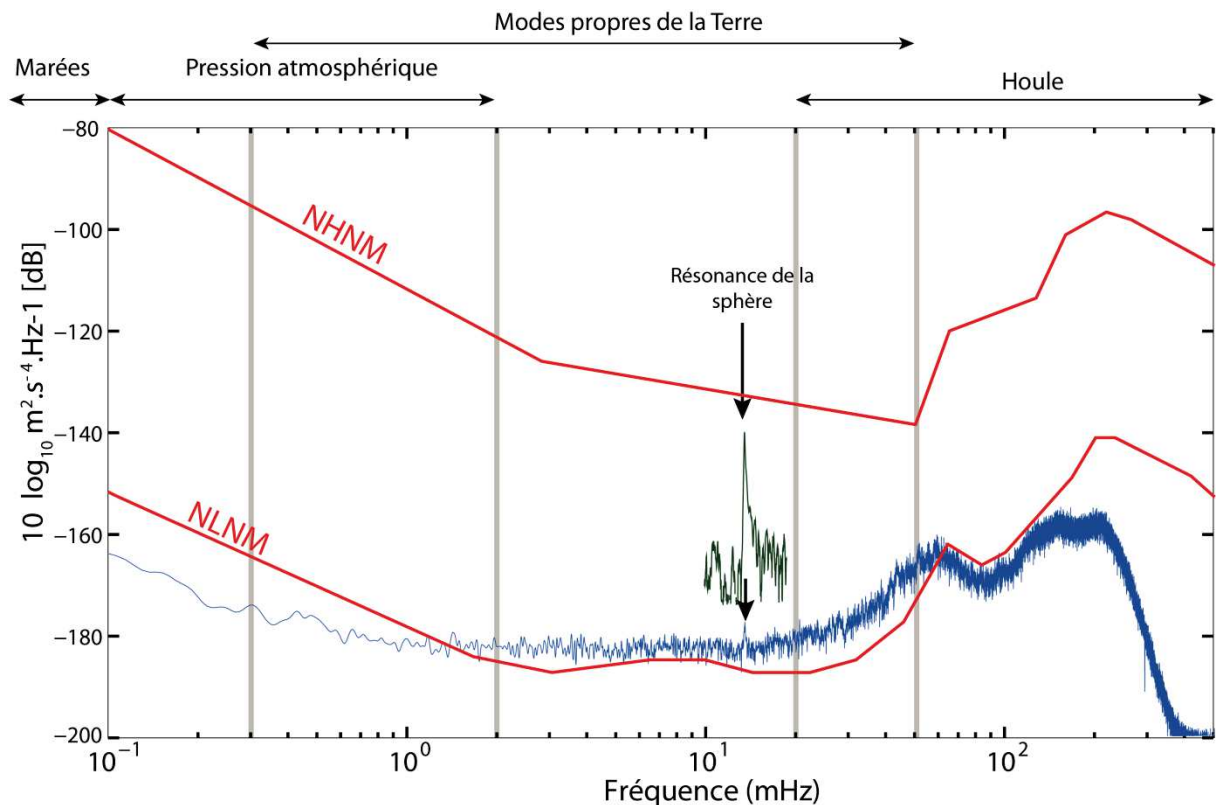 Modes propres de la Terre
Marées
Pression atmosphérique
Houle
−80
−100
−120
−140
−160
−180
−200
10 log₁₀ m².s⁻⁴.Hz-1 [dB]
NHNM
NLNM
Résonance de la
sphère
10⁻¹
10⁰
10¹
10²
Fréquence (mHz)